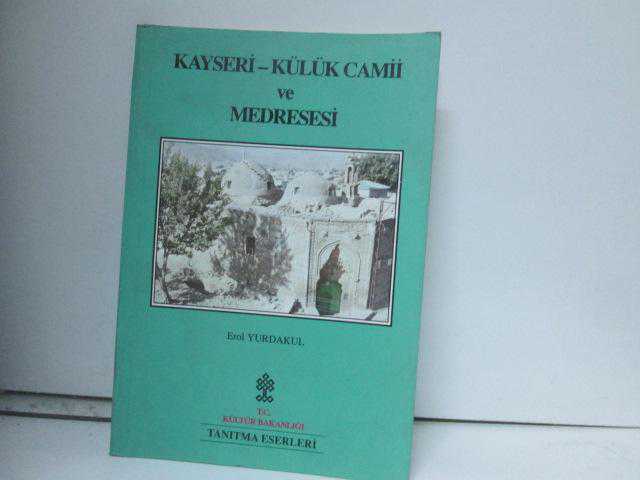 KAYSERİ – KÜLÜK CAMİİ
ve
MEDRESESİ
Erol YURDAKUL
T.C.
KÜLTÜR BAKANLIĞI
TANITMA ESERLERİ